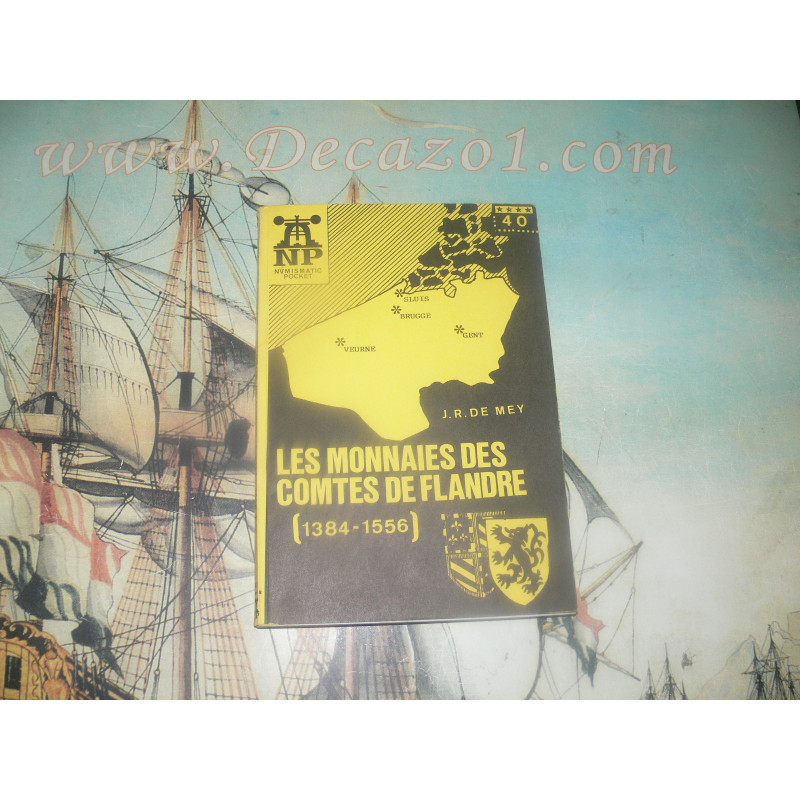 www.Decazo1.com
NP
NVMISMATIC
POCKET
★★★★
40
*SLUIS
*BRUGGE
*GENT
*VEURNE
J.R. DE MEY
LES MONNAIES DES
COMTES DE FLANDRE
(1384-1556)